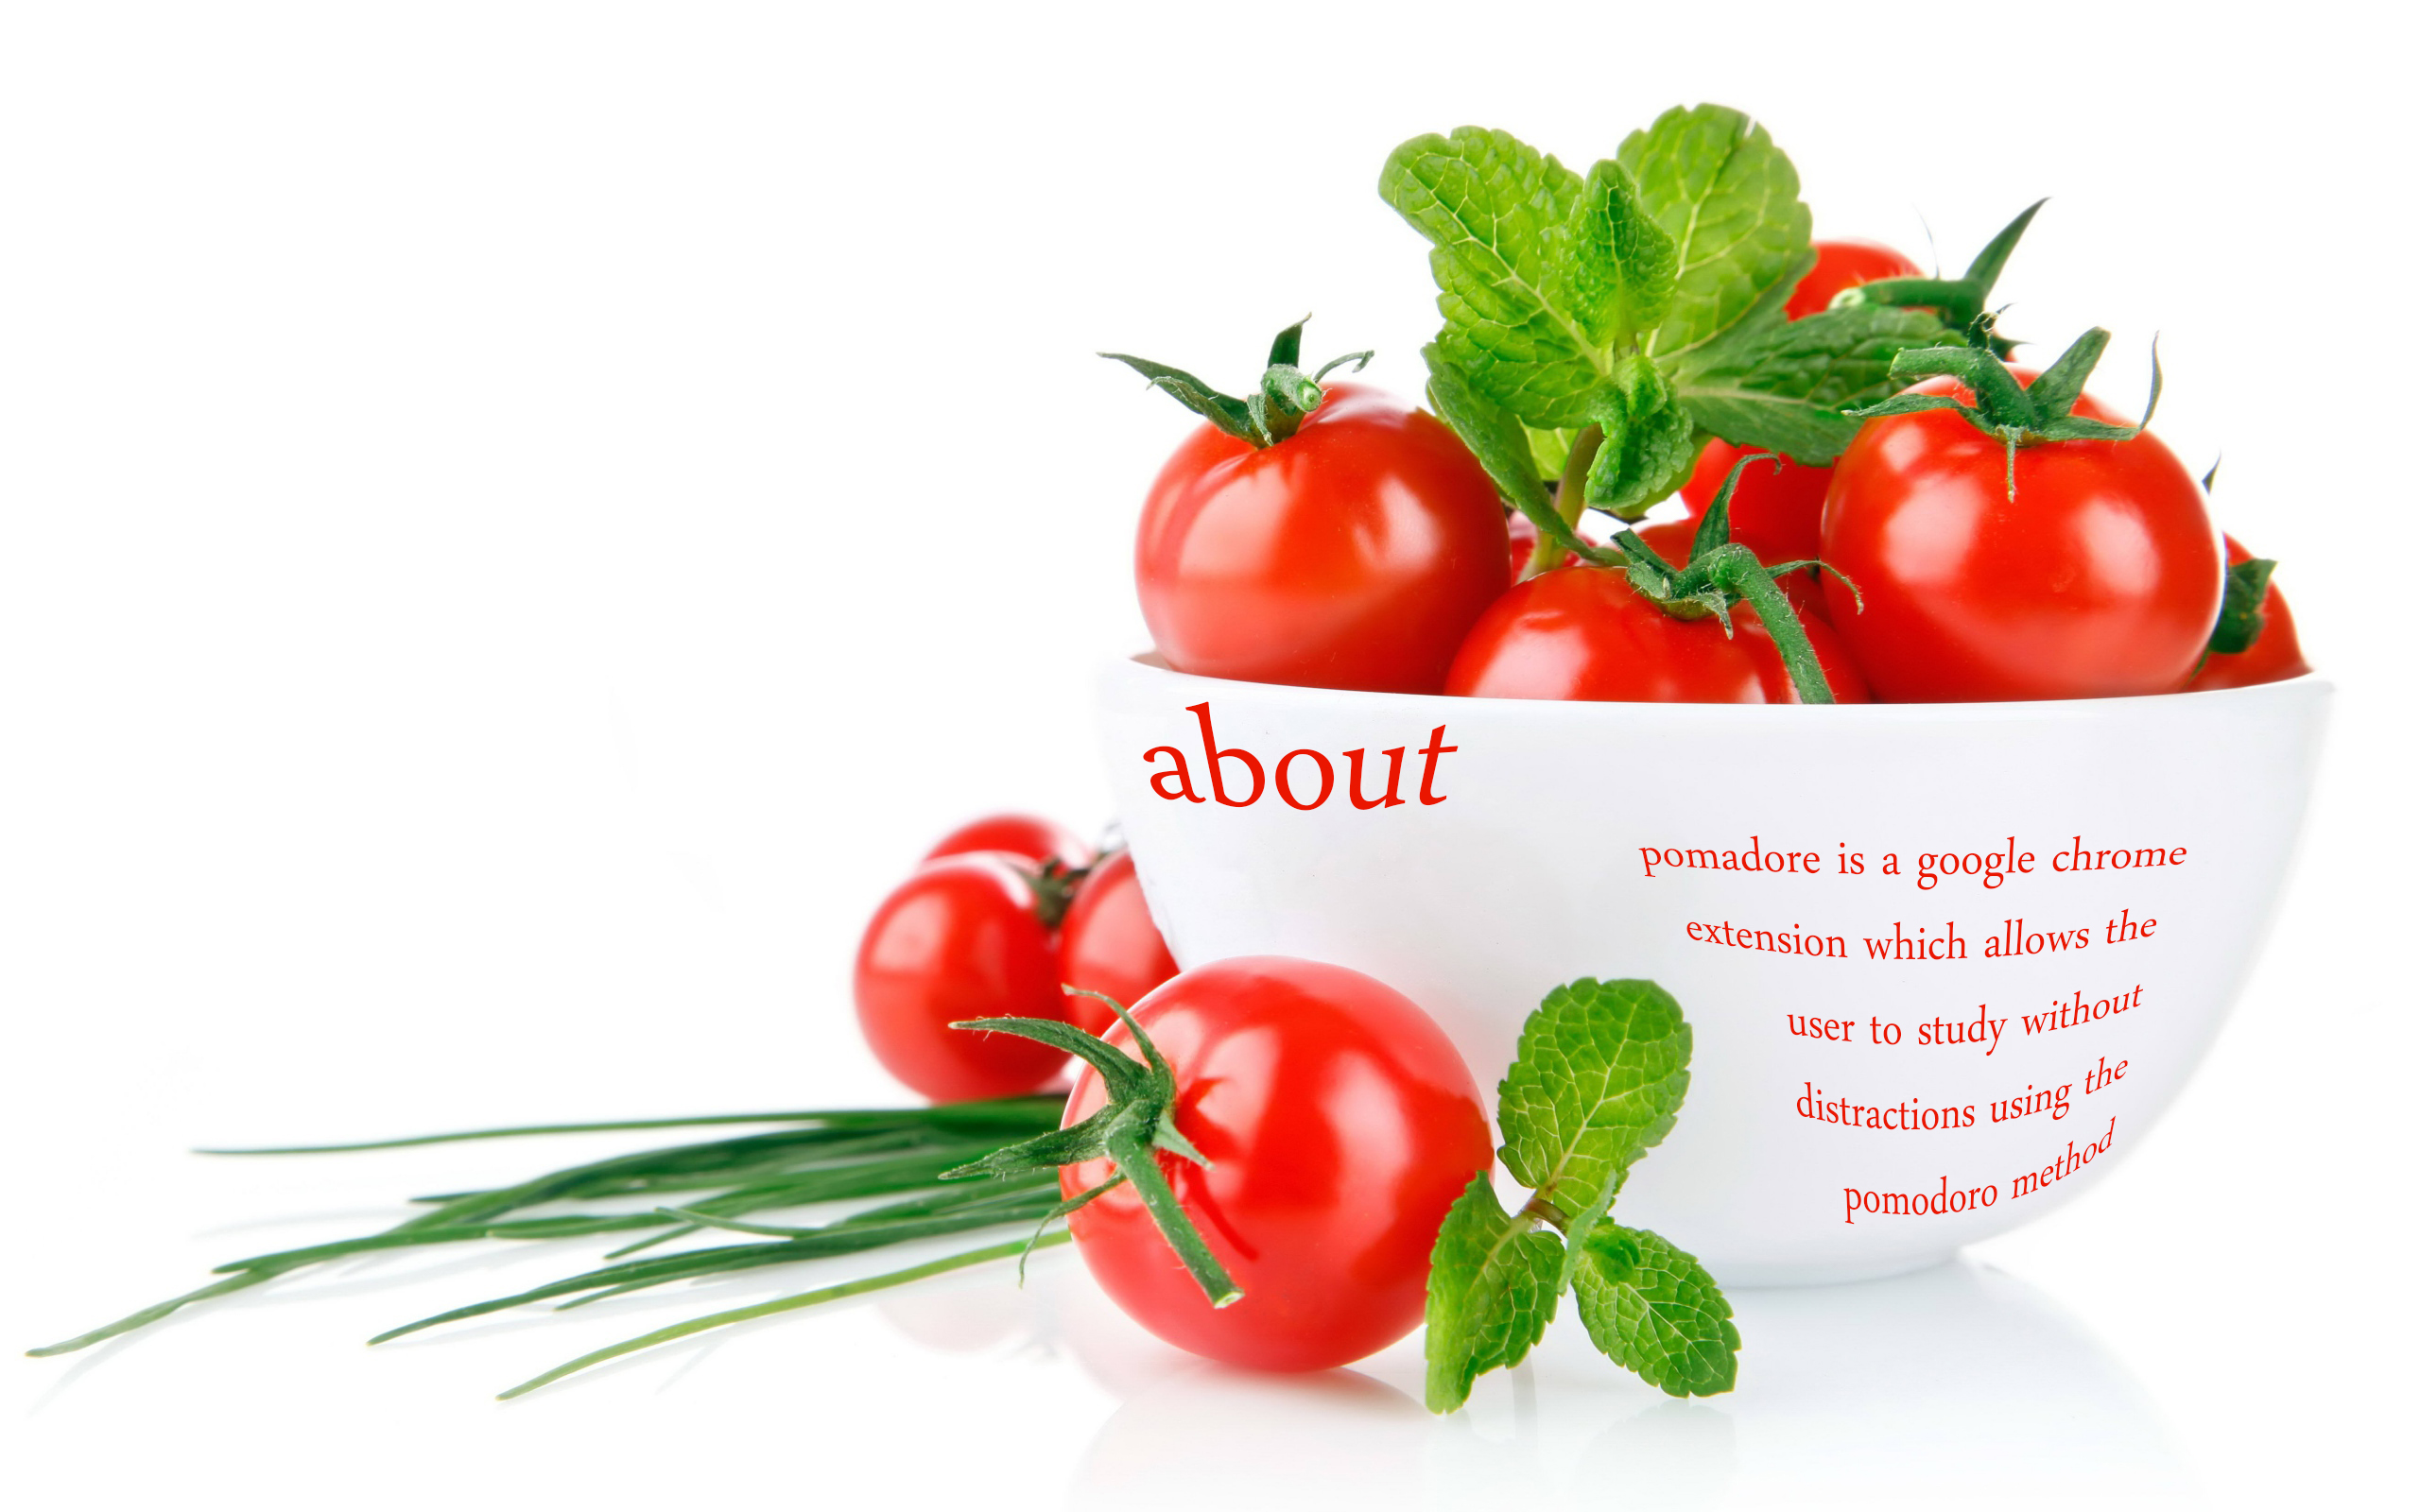 about
pomadore is a google chrome
extension which allows the
user to study without
distractions using the
pomodoro method